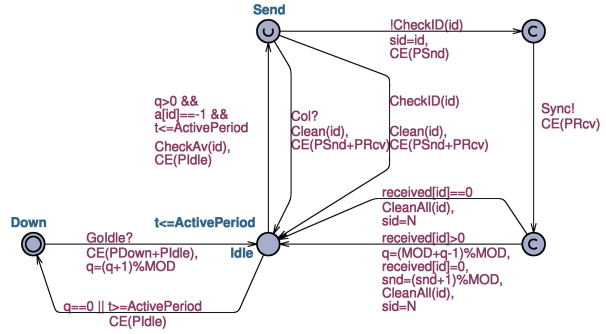 Send
!CheckID(id)
sid=id,
CE(PSnd)
U
C
q>0 &&
a[id]==-1 &&
t<=ActivePeriod
CheckAv(id),
CE(PIdle)
Col?
Clean(id),
CE(PSnd+PRcv)
CheckID(id)
Clean(id),
CE(PSnd+PRcv)
Sync!
CE(PRcv)
received[id]==0
CleanAll(id),
sid=N
Down
t<=ActivePeriod
GoIdle?
CE(PDown+PIdle),
q=(q+1)%MOD
Idle
received[id]>0
q=(MOD+q-1)%MOD,
received[id]=0,
snd=(snd+1)%MOD,
CleanAll(id),
sid=N
C
q==0 || t>=ActivePeriod
CE(PIdle)